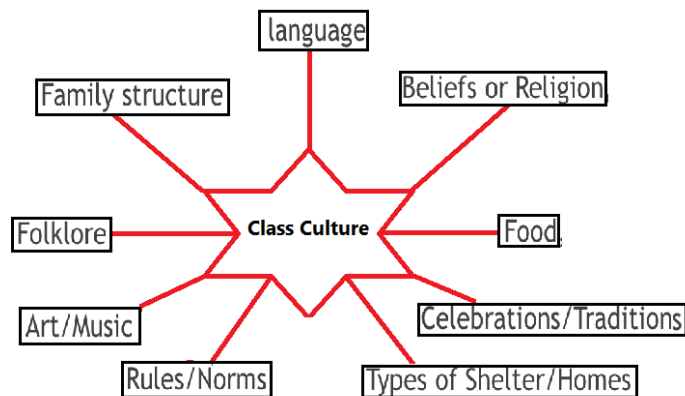 language
Family structure
Beliefs or Religion
Class Culture
Folklore
Food
Art/Music
Celebrations/Traditions
Rules/Norms
Types of Shelter/Homes